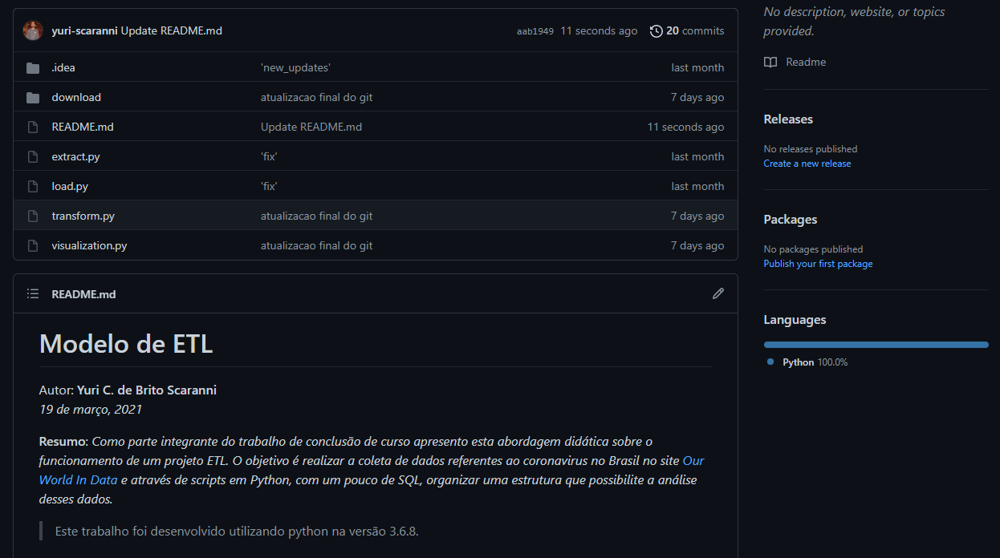 yuri-scaranni Update README.md aab1949 11 seconds ago 20 commits
.idea 'new_updates' last month
download atualizacao final do git 7 days ago
README.md Update README.md 11 seconds ago
extract.py 'fix' last month
load.py 'fix' last month
transform.py atualizacao final do git 7 days ago
visualization.py atualizacao final do git 7 days ago
README.md
Modelo de ETL
Autor: Yuri C. de Brito Scaranni
19 de março, 2021
Resumo: Como parte integrante do trabalho de conclusão de curso apresento esta abordagem didática sobre o
funcionamento de um projeto ETL. O objetivo é realizar a coleta de dados referentes ao coronavirus no Brasil no site Our
World In Data e através de scripts em Python, com um pouco de SQL, organizar uma estrutura que possibilite a análise
desses dados.
Este trabalho foi desenvolvido utilizando python na versão 3.6.8.
No description, website, or topics
provided.
Readme
Releases
No releases published
Create a new release
Packages
No packages published
Publish your first package
Languages
Python 100.0%